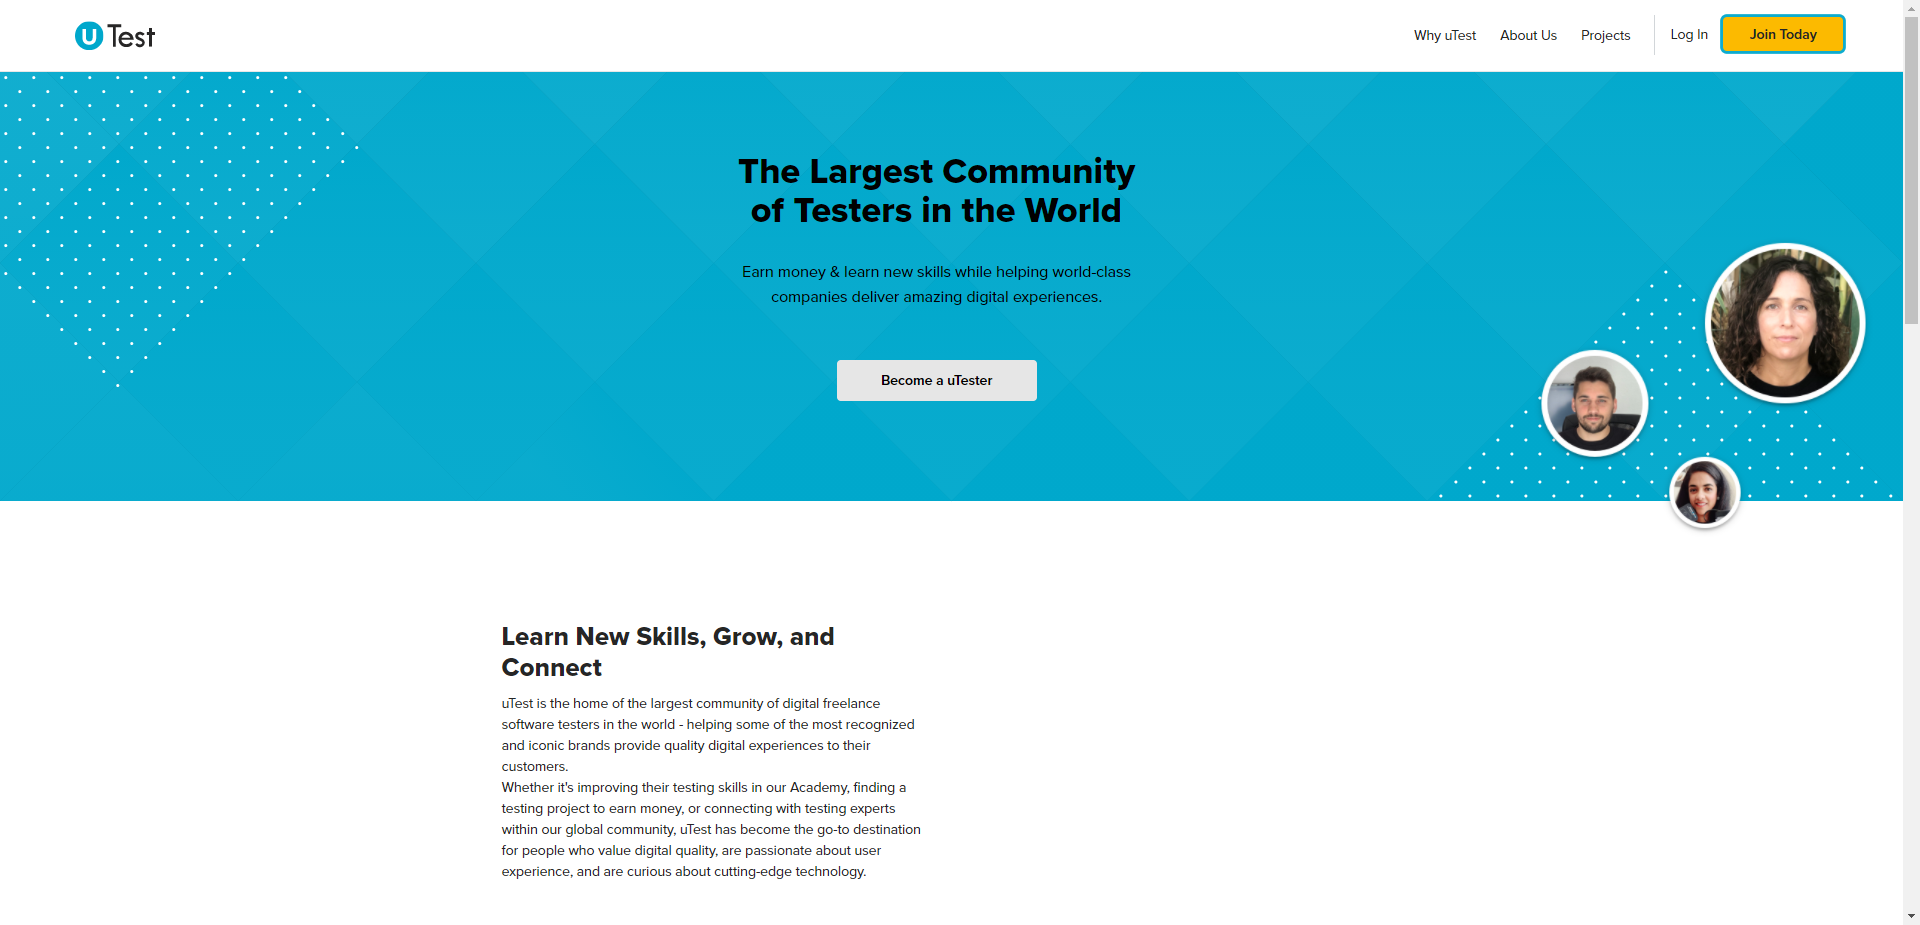 uTest
Why uTest
About Us
Projects
Log In
Join Today
The Largest Community
of Testers in the World
Earn money & learn new skills while helping world-class
companies deliver amazing digital experiences.
Become a uTester
Learn New Skills, Grow, and
Connect
uTest is the home of the largest community of digital freelance
software testers in the world - helping some of the most recognized
and iconic brands provide quality digital experiences to their
customers.
Whether it's improving their testing skills in our Academy, finding a
testing project to earn money, or connecting with testing experts
within our global community, uTest has become the go-to destination
for people who value digital quality, are passionate about user
experience, and are curious about cutting-edge technology.